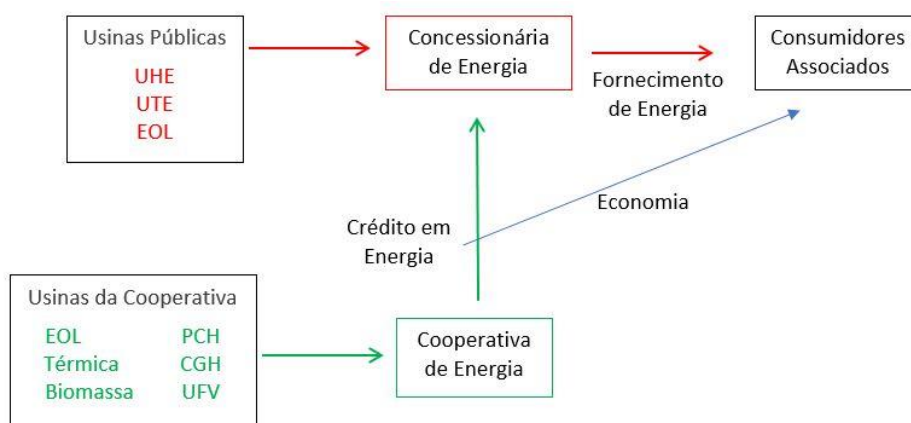 Usinas Públicas
UHE
UTE
EOL
Concessionária
de Energia
Fornecimento
de Energia
Consumidores
Associados
Economia
Crédito em
Energia
Usinas da Cooperativa
EOL PCH
Térmica CGH
Biomassa UFV
Cooperativa
de Energia